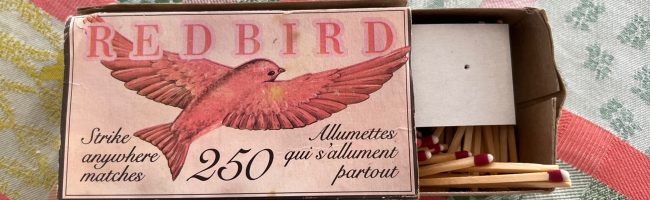 REDBIRD
Strike
anywhere
matches
250
Allumettes
qui s'allument
partout